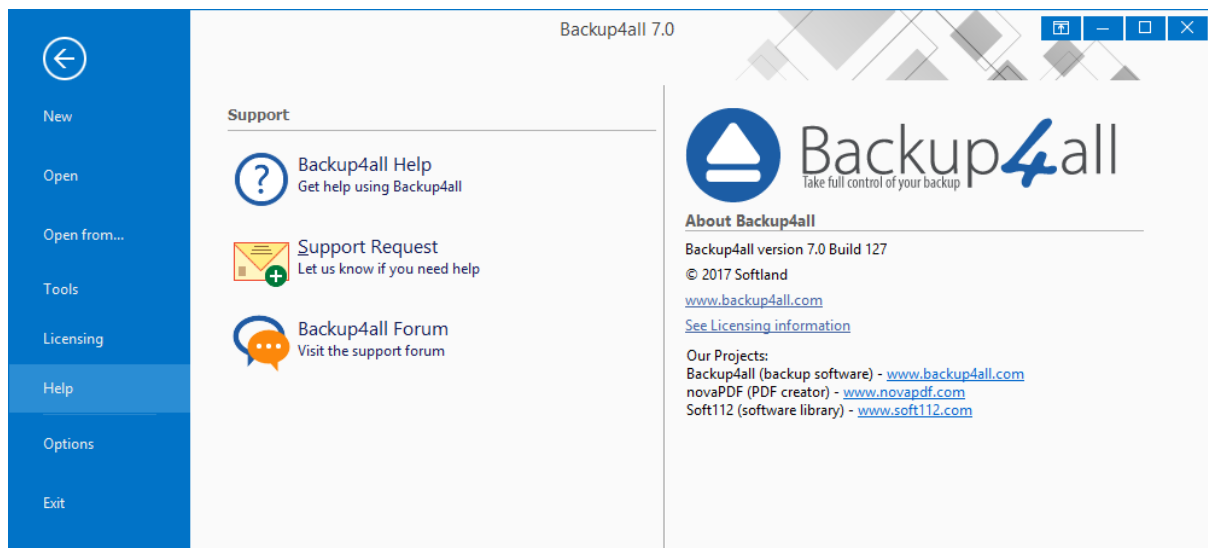 Backup4all 7.0
New
Open
Open from...
Tools
Licensing
Help
Options
Exit
Support
?
Backup4all Help
Get help using Backup4all
Support Request
Let us know if you need help
Backup4all Forum
Visit the support forum
Backup4all
Take full control of your backup
About Backup4all
Backup4all version 7.0 Build 127
© 2017 Softland
www.backup4all.com
See Licensing information
Our Projects:
Backup4all (backup software) - www.backup4all.com
novaPDF (PDF creator) - www.novapdf.com
Soft112 (software library) - www.soft112.com